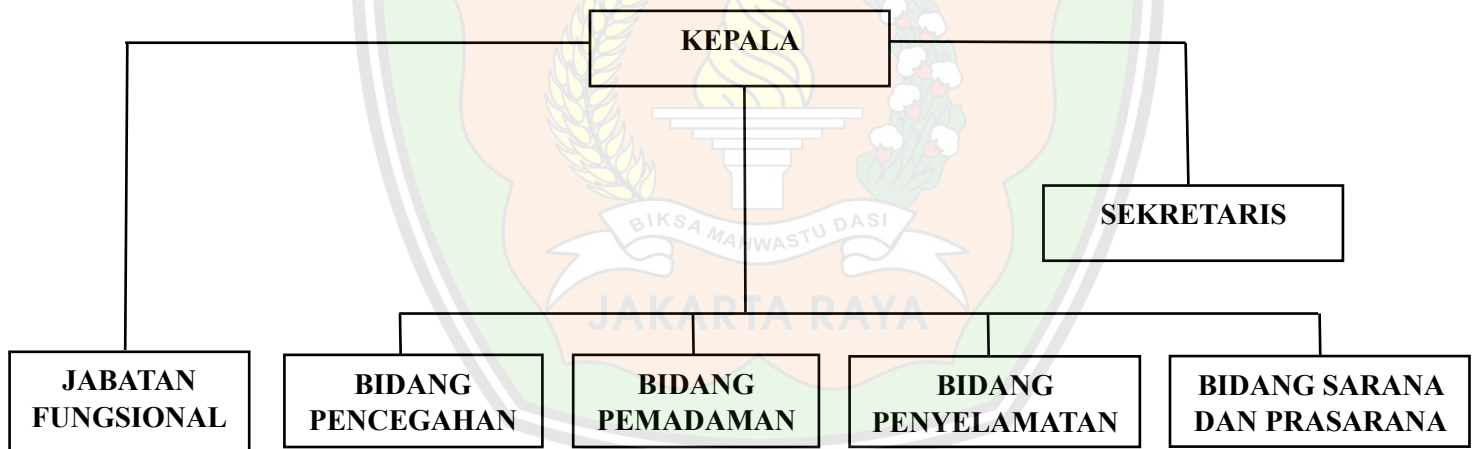 KEPALA
SEKRETARIS
BIKSA MAHWASTU DASI
JAKARTA RAYA
JABATAN
FUNGSIONAL
BIDANG
PENCEGAHAN
BIDANG
PEMADAMAN
BIDANG
PENYELAMATAN
BIDANG SARANA
DAN PRASARANA